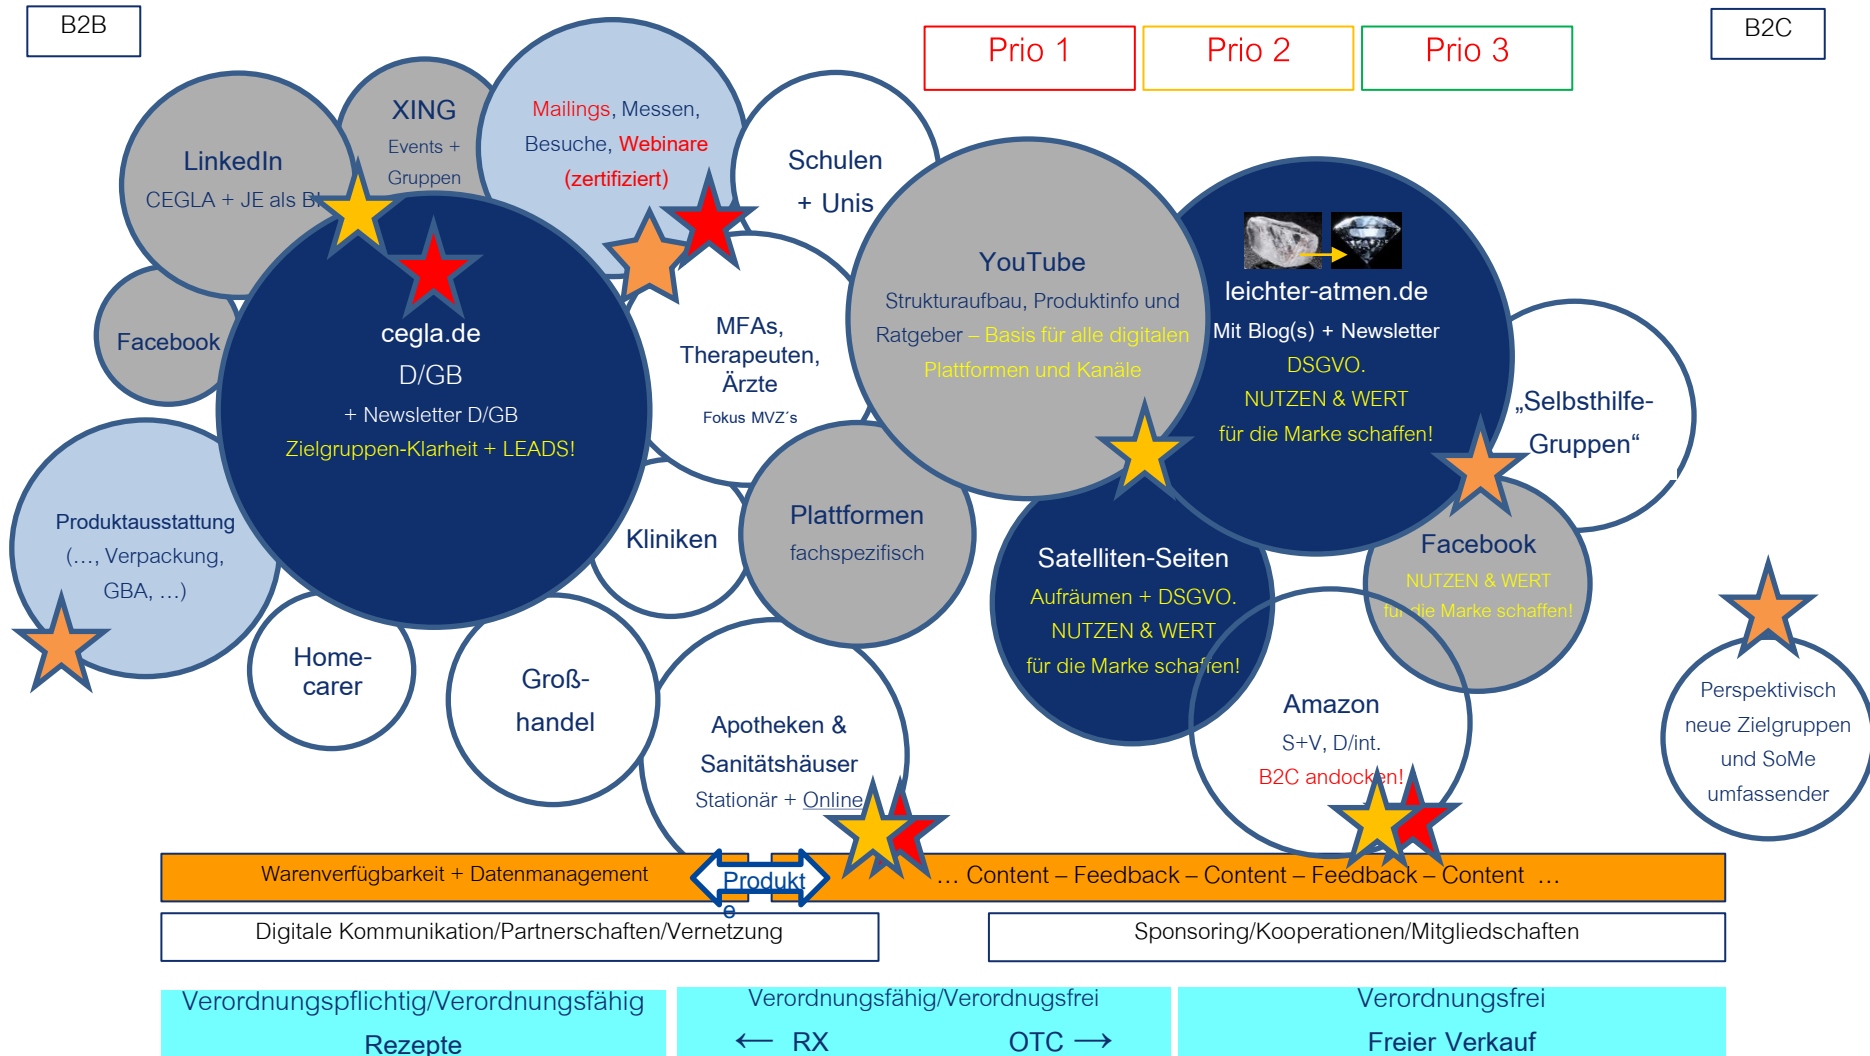 B2B
Prio 1
Prio 2
Prio 3
B2C
XING
Events +
Gruppen
Mailings, Messen,
Besuche, Webinare
(zertifiziert)
LinkedIn
CEGLA + JE als
Schulen
+ Unis
Facebook
cegla.de
D/GB
+ Newsletter D/GB
Zielgruppen-Klarheit + LEADS!
MFAs,
Therapeuten,
Ärzte
Fokus MVZ´s
YouTube
Strukturaufbau, Produktinfo und
Ratgeber – Basis für alle digitalen
Plattformen und Kanäle
leichter-atmen.de
Mit Blog(s) + Newsletter
DSGVO.
NUTZEN & WERT
für die Marke schaffen!
„Selbsthilfe-
Gruppen“
Produktausstattung
(…, Verpackung,
GBA, …)
Kliniken
Plattformen
fachspezifisch
Satelliten-Seiten
Aufräumen + DSGVO.
NUTZEN & WERT
für die Marke schaffen!
Facebook
NUTZEN & WERT
für die Marke schaffen!
Home-
carer
Groß-
handel
Apotheken &
Sanitätshäuser
Stationär + Online
Amazon
S+V, D/int.
B2C andocken!
Perspektivisch
neue Zielgruppen
und SoMe
umfassender
Warenverfügbarkeit + Datenmanagement
Produkt
e
… Content – Feedback – Content – Feedback – Content …
Digitale Kommunikation/Partnerschaften/Vernetzung
Sponsoring/Kooperationen/Mitgliedschaften
Verordnungspflichtig/Verordnungsfähig
Rezepte
Verordnungsfähig/Verordnugsfrei
← RX OTC →
Verordnungsfrei
Freier Verkauf